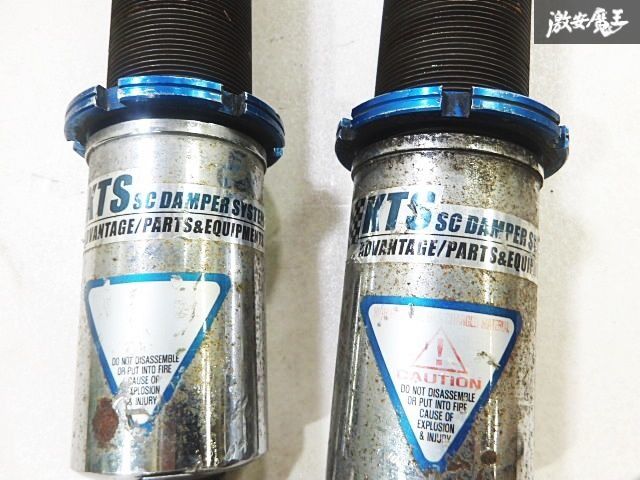 激安魔王
KTS SC DAMPER SYSTEM
ADVANTAGE/PARTS&EQUIPMENT
DO NOT DISASSEMBLE
OR PUT INTO FIRE
CAUSE OF
EXPLOSION
& INJURY
KTS SC DAMPER SYS
ADVANTAGE/PARTS&EQUIPM
CAUTION
DO NOT DISASSEMBLE
OR PUT INTO FIRE
CAUSE OF
EXPLOSION
& INJURY